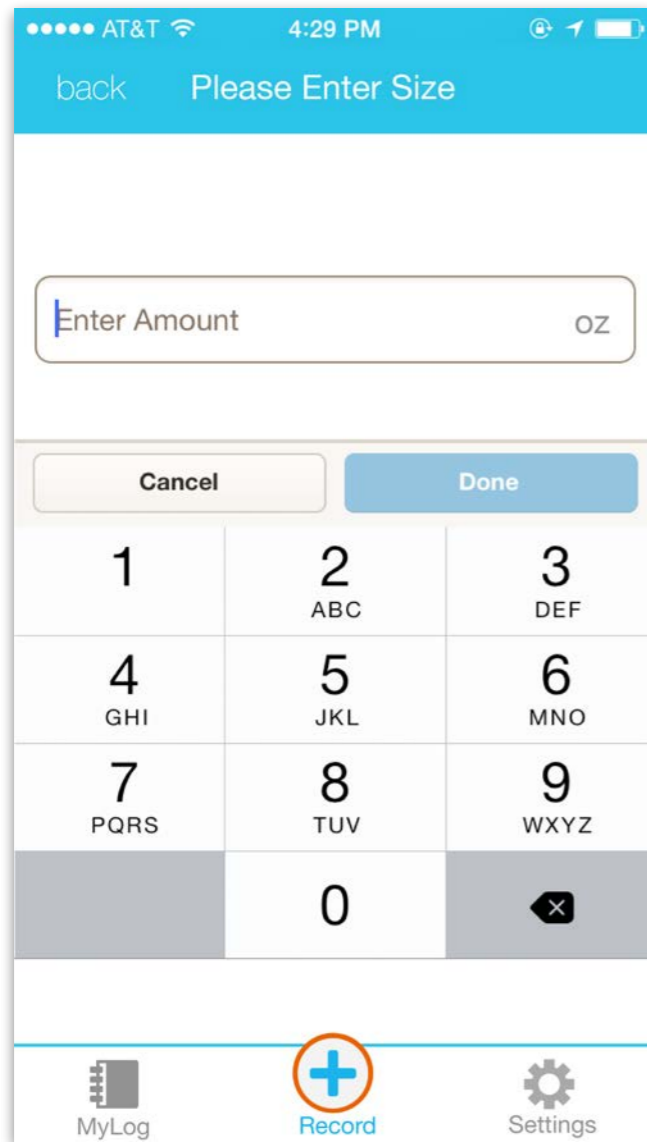 AT&T 4:29 PM
back Please Enter Size
Enter Amount oz
Cancel Done
1 2 3
ABC DEF
4 5 6
GHI JKL MNO
7 8 9
PQRS TUV WXYZ
0
MyLog Record Settings